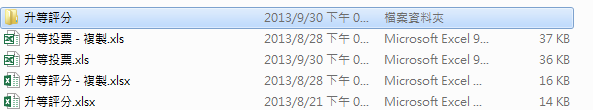 升等評分 2013/9/30 下午 0... 檔案資料夾
升等投票 - 複製.xls 2013/8/28 下午 0... Microsoft Excel 9... 37 KB
升等投票.xls 2013/9/30 下午 0... Microsoft Excel 9... 36 KB
升等評分 - 複製.xlsx 2013/8/28 下午 0... Microsoft Excel ... 16 KB
升等評分.xlsx 2013/8/21 下午 0... Microsoft Excel ... 14 KB